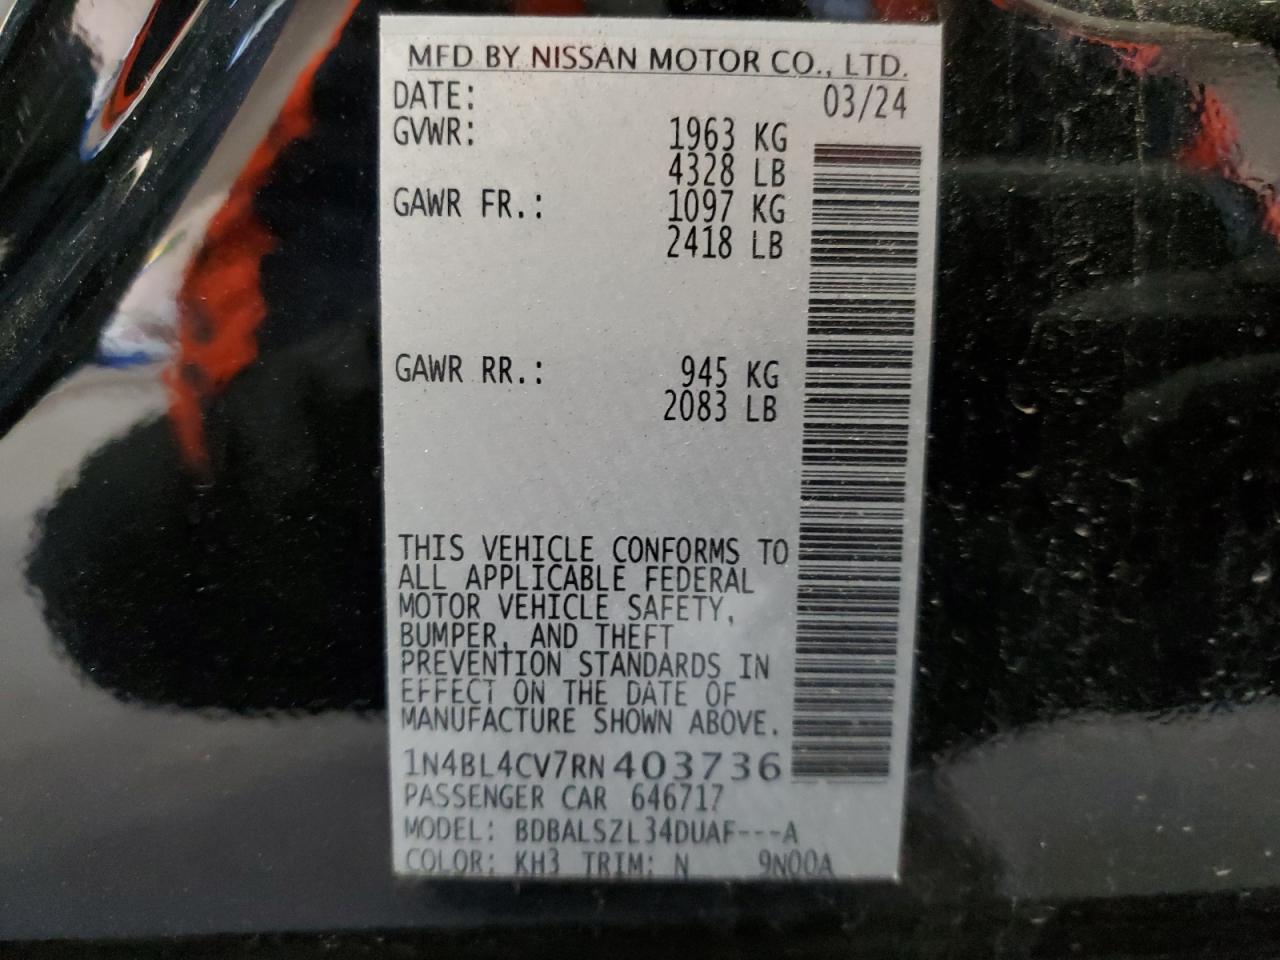 MFD BY NISSAN MOTOR CO., LTD.
DATE: 03/24
GVWR: 1963 KG
4328 LB
GAWR FR.: 1097 KG
2418 LB
GAWR RR.: 945 KG
2083 LB
THIS VEHICLE CONFORMS TO
ALL APPLICABLE FEDERAL
MOTOR VEHICLE SAFETY,
BUMPER, AND THEFT
PREVENTION STANDARDS IN
EFFECT ON THE DATE OF
MANUFACTURE SHOWN ABOVE.
1N4BL4CV7RN403736
PASSENGER CAR 646717
MODEL: BDBALSZL34DUAF---A
COLOR: KH3 TRIM: N 9N00A